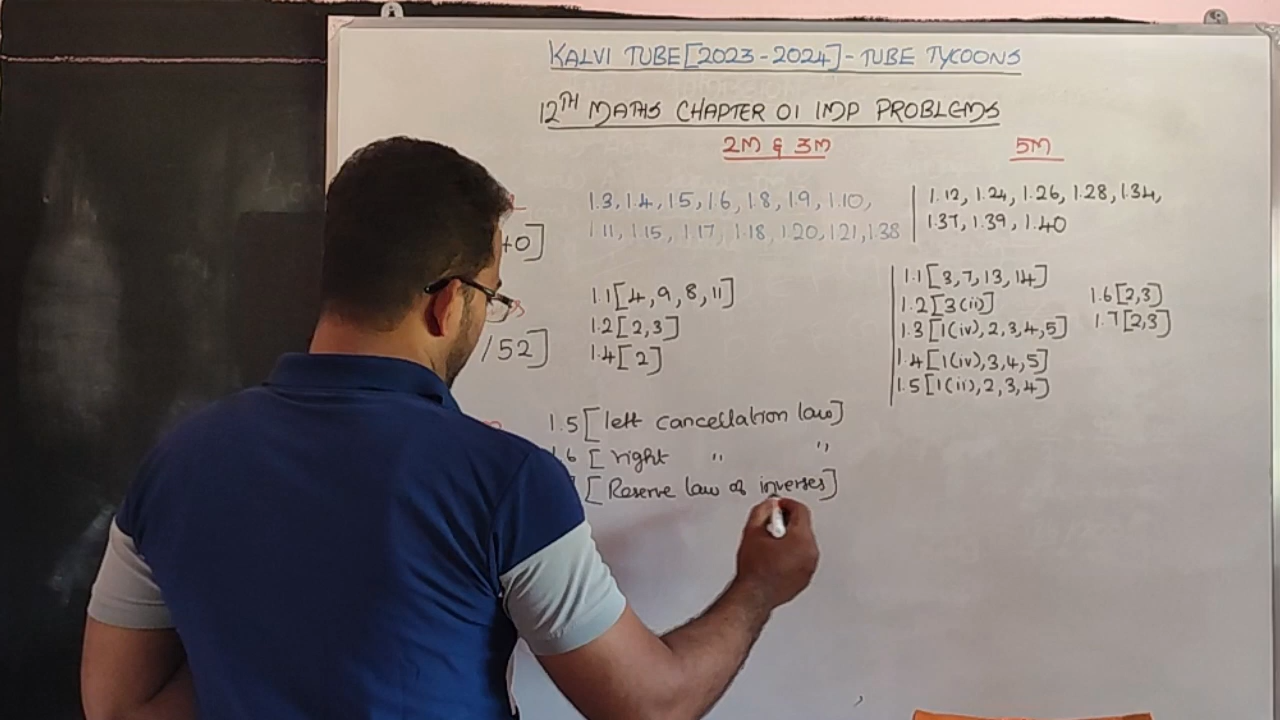 KALVI TUBE[2023-2024]-TUBE TYCOONS
12TH MATHS CHAPTER 01 IMP PROBLEMS
2M & 3M
5M
1.3, 1.4, 1.5, 1.6, 1.8, 1.9, 1.10,
1.11, 1.15, 1.17, 1.18, 1.20, 1.21, 1.38
1.12, 1.24, 1.26, 1.28, 1.34,
1.37, 1.39, 1.40
40]
1.1[4, 9, 8, 11]
1.2[2,3]
1.4[2]
/52]
1.1[3, 7, 13, 14]
1.2[3(ii)]
1.3[1(iv), 2, 3, 4, 5]
1.4[1(iv), 3, 4, 5]
1.5[1(ii), 2, 3, 4]
1.6[2,3]
1.7[2,3]
1.5[left cancellation law]
6 [right " "
[Reserve law of inverses]